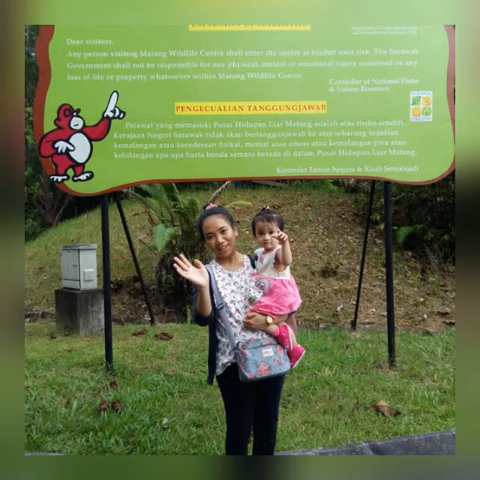 Dear visitors,
Any person visiting Matang Wildlife Centre shall enter the center at his/her own risk. The Sarawak
Government shall not be responsible for any physical, mental or emotional injury sustained or any
loss of life or property whatsoever within Matang Wildlife Centre.
Controller of National Parks
& Nature Reserves
PENGECUALIAN TANGGUNGJAWAB
Pelawat yang memasuki Pusat Hidupan Liar Matang adalah atas risiko sendiri.
Kerajaan Negeri Sarawak tidak akan bertanggungjawab ke atas sebarang kejadian
kemalangan atau kecederaan fizikal, mental atau emosi atau kemalangan jiwa atau
kehilangan apa-apa harta benda semasa berada di dalam Pusat Hidupan Liar Matang.
Kontroler Taman Negara & Rizab Semulajadi